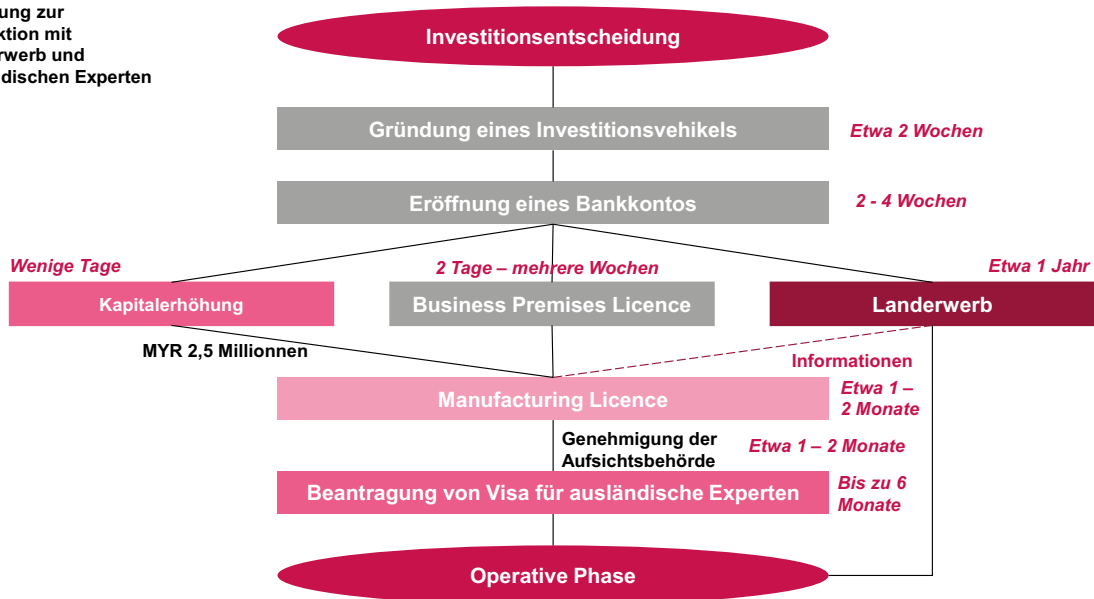 Investitionsentscheidung
Gründung eines Investitionsvehikels
Etwa 2 Wochen
Eröffnung eines Bankkontos
2 - 4 Wochen
Wenige Tage
2 Tage – mehrere Wochen
Etwa 1 Jahr
Kapitalerhöhung
Business Premises Licence
Landerwerb
MYR 2,5 Millionnen
Informationen
Manufacturing Licence
Etwa 1 –
2 Monate
Genehmigung der
Aufsichtsbehörde
Etwa 1 – 2 Monate
Beantragung von Visa für ausländische Experten
Bis zu 6
Monate
Operative Phase
ung zur
ktion mit
rwerb und
dischen Experten